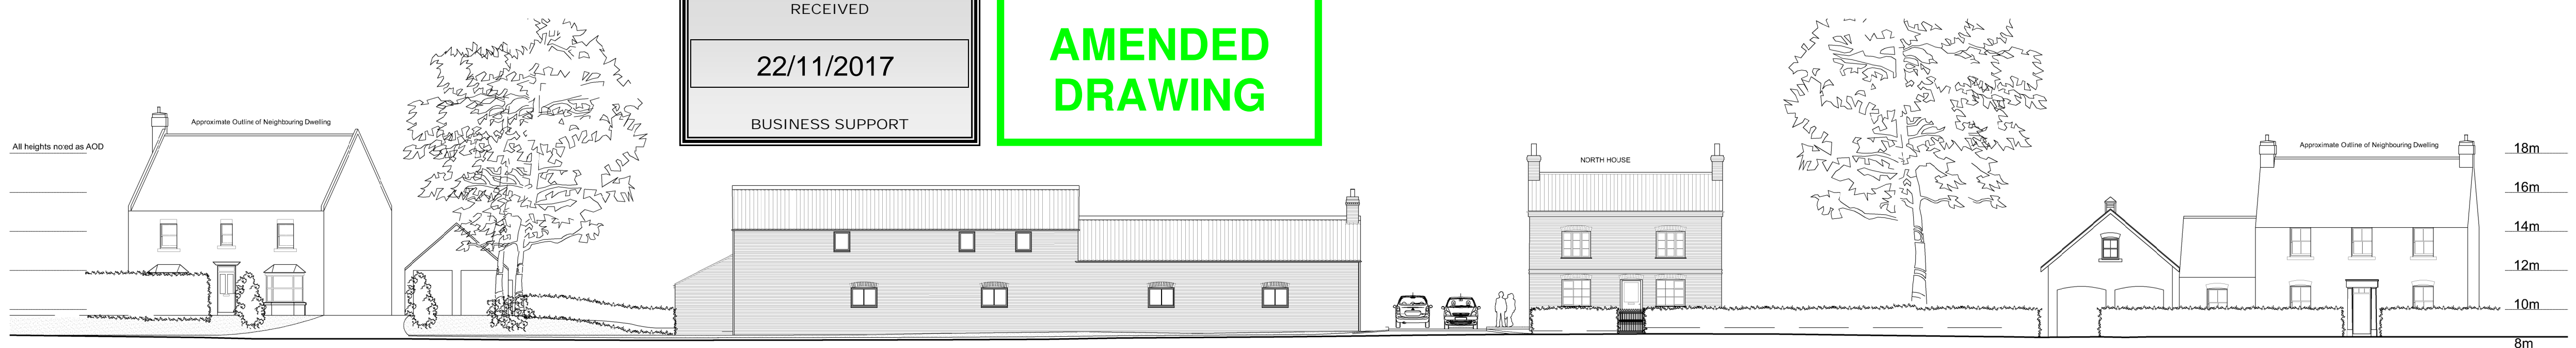 RECEIVED
22/11/2017
BUSINESS SUPPORT
AMENDED
DRAWING
All heights noted as AOD
Approximate Outline of Neighbouring Dwelling
NORTH HOUSE
Approximate Outline of Neighbouring Dwelling
18m
16m
14m
12m
10m
8m